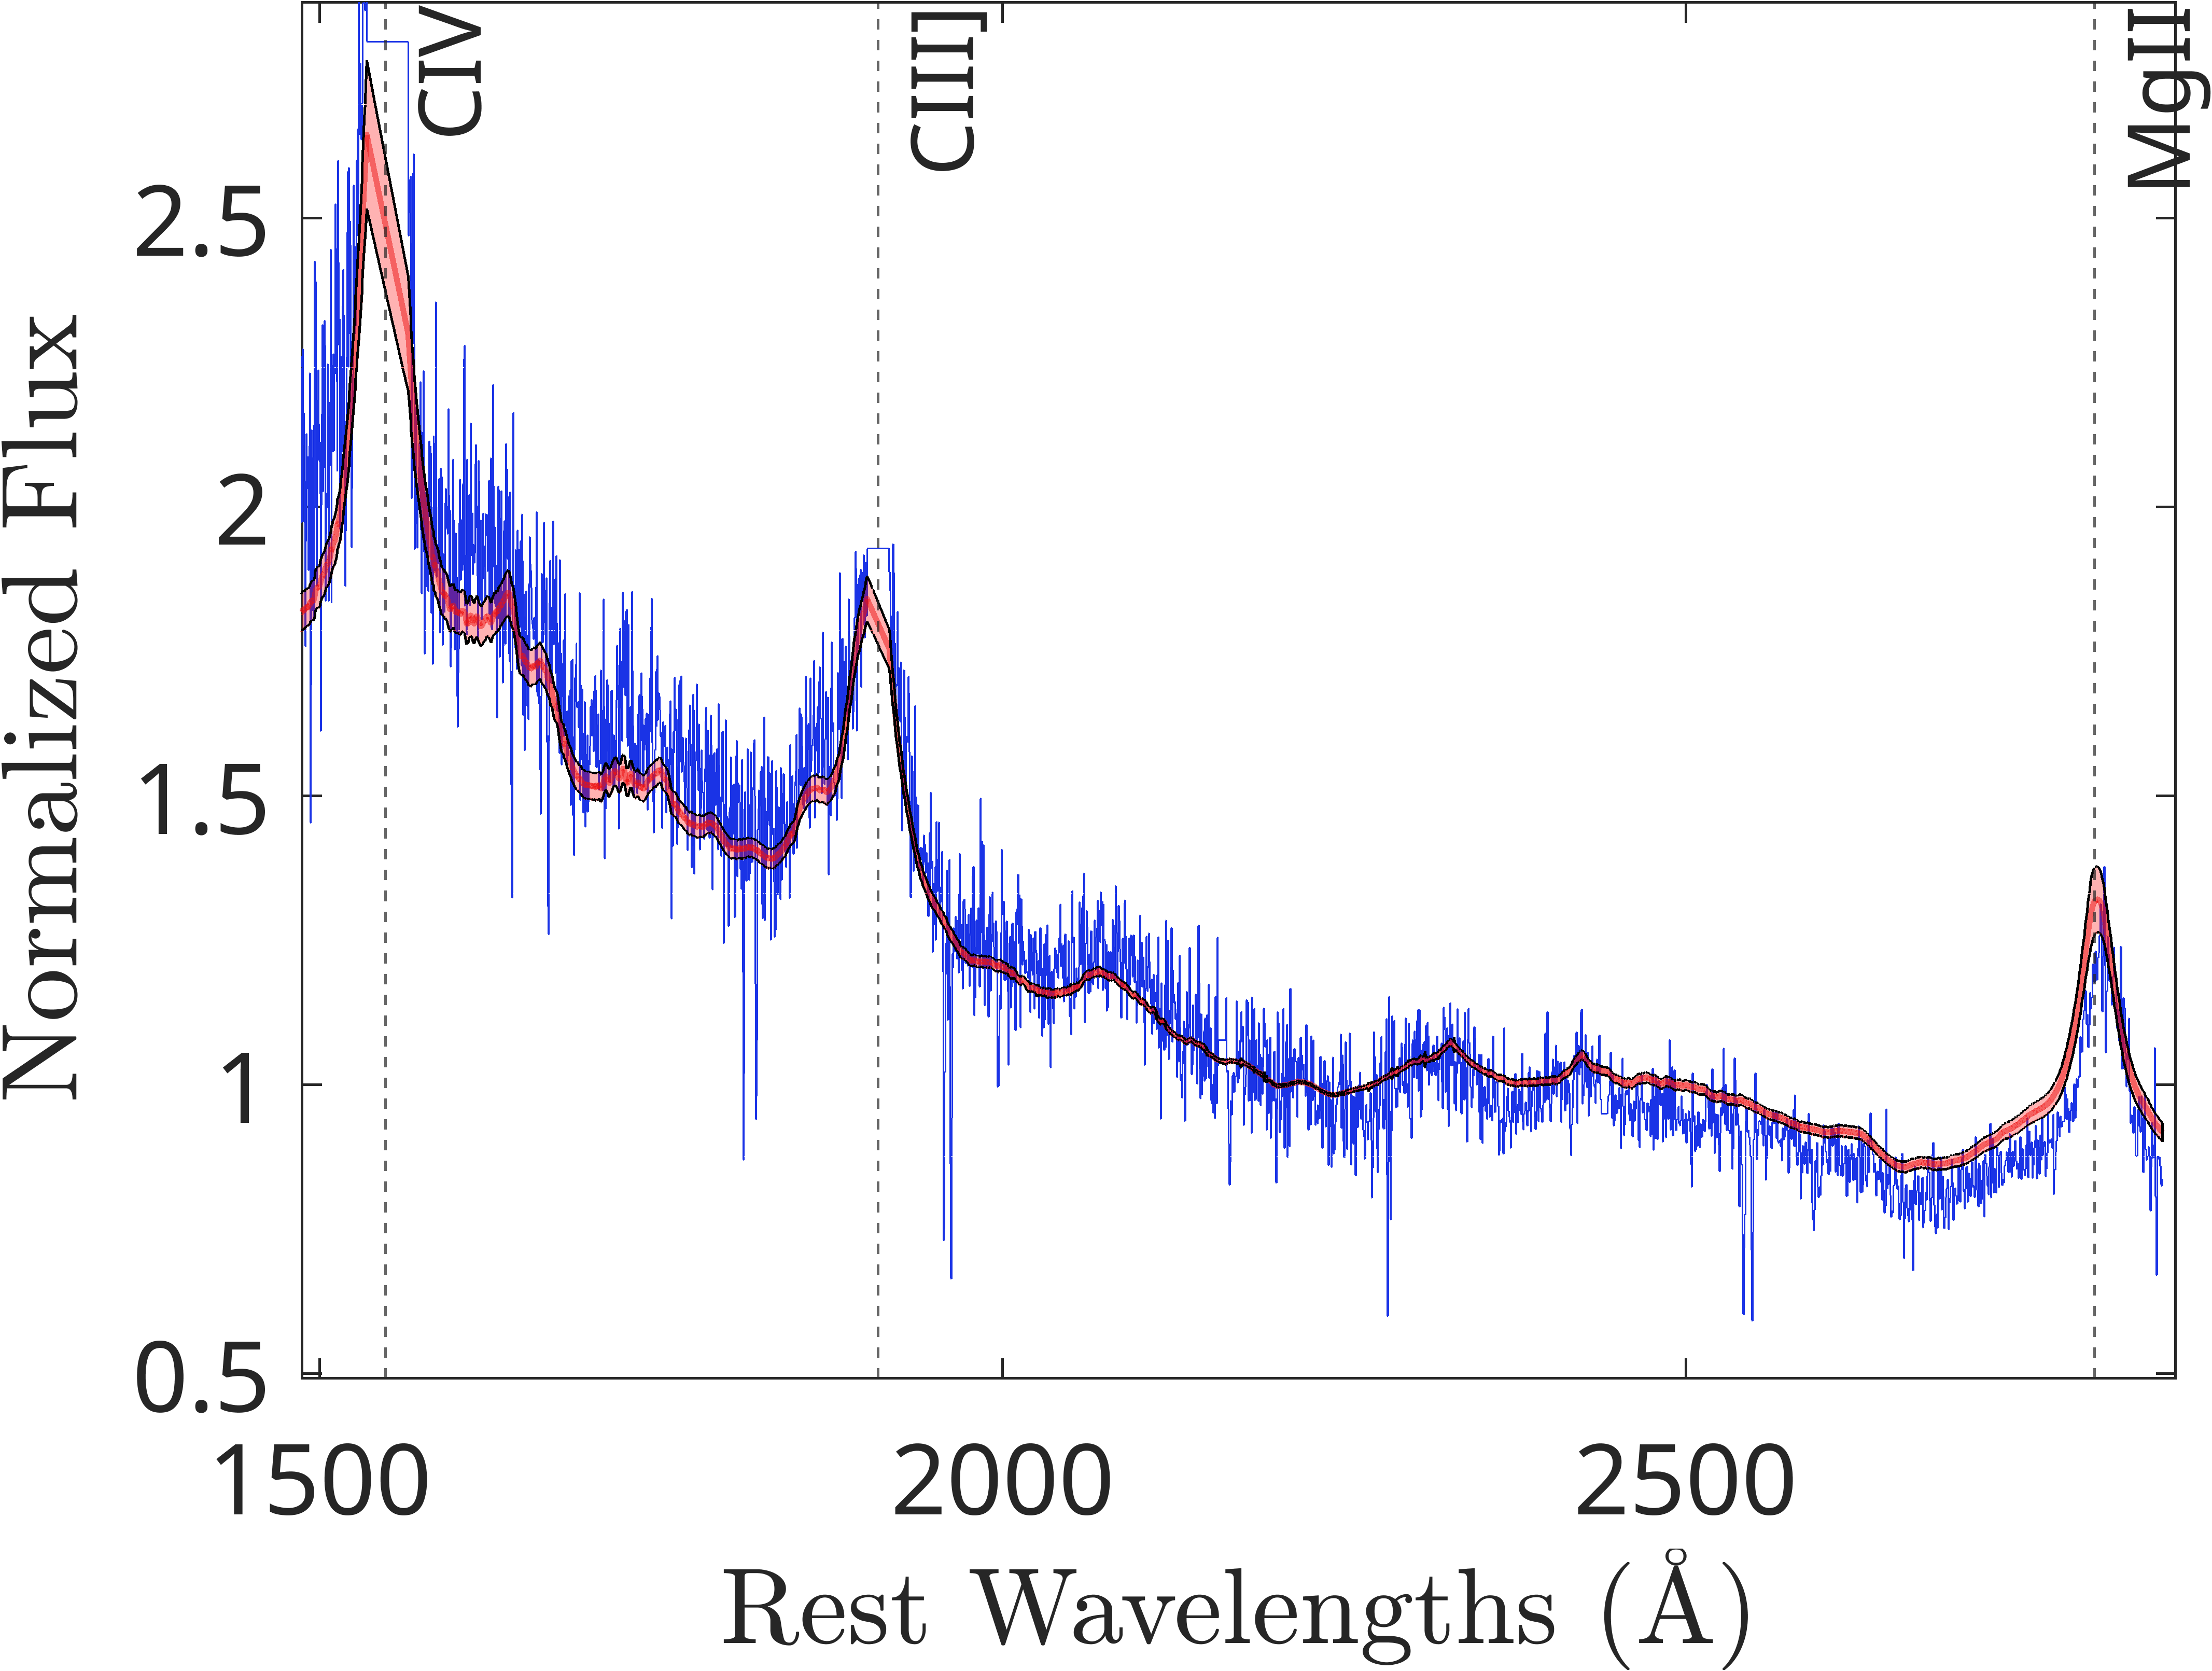 CIV
CIII]
MgII
2.5
2
1.5
1
0.5
Normalized Flux
1500
2000
2500
Rest Wavelengths (Å)